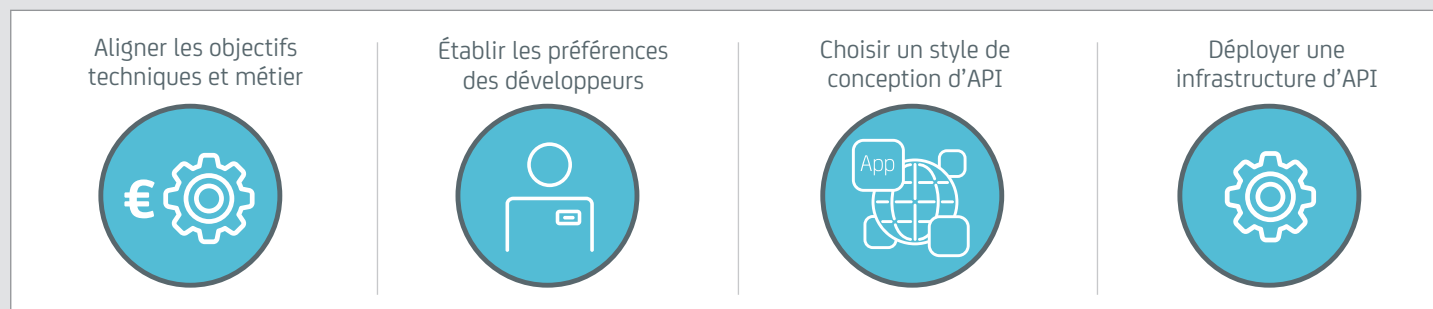 Aligner les objectifs
techniques et métier
Établir les préférences
des développeurs
Choisir un style de
conception d’API
Déployer une
infrastructure d’API
€
App